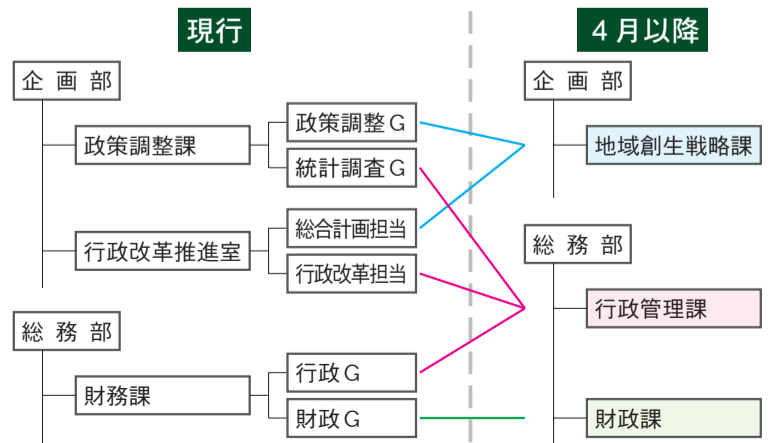 現行
4月以降
企画部
政策調整課
政策調整G
統計調査G
行政改革推進室
総合計画担当
行政改革担当
総務部
財務課
行政G
財政G
企画部
地域創生戦略課
総務部
行政管理課
財政課